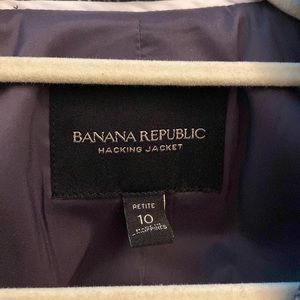 BANANA REPUBLIC
HACKING JACKET
PETITE
10